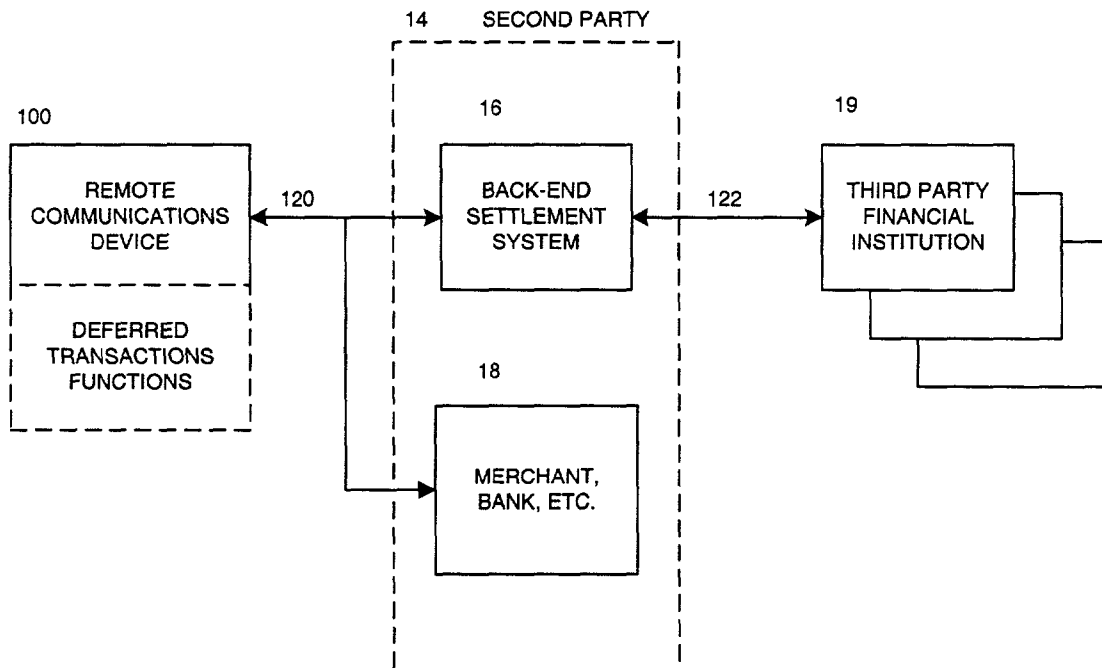 14 SECOND PARTY
100
16
19
REMOTE
COMMUNICATIONS
DEVICE
120
BACK-END
SETTLEMENT
SYSTEM
122
THIRD PARTY
FINANCIAL
INSTITUTION
DEFERRED
TRANSACTIONS
FUNCTIONS
18
MERCHANT,
BANK, ETC.